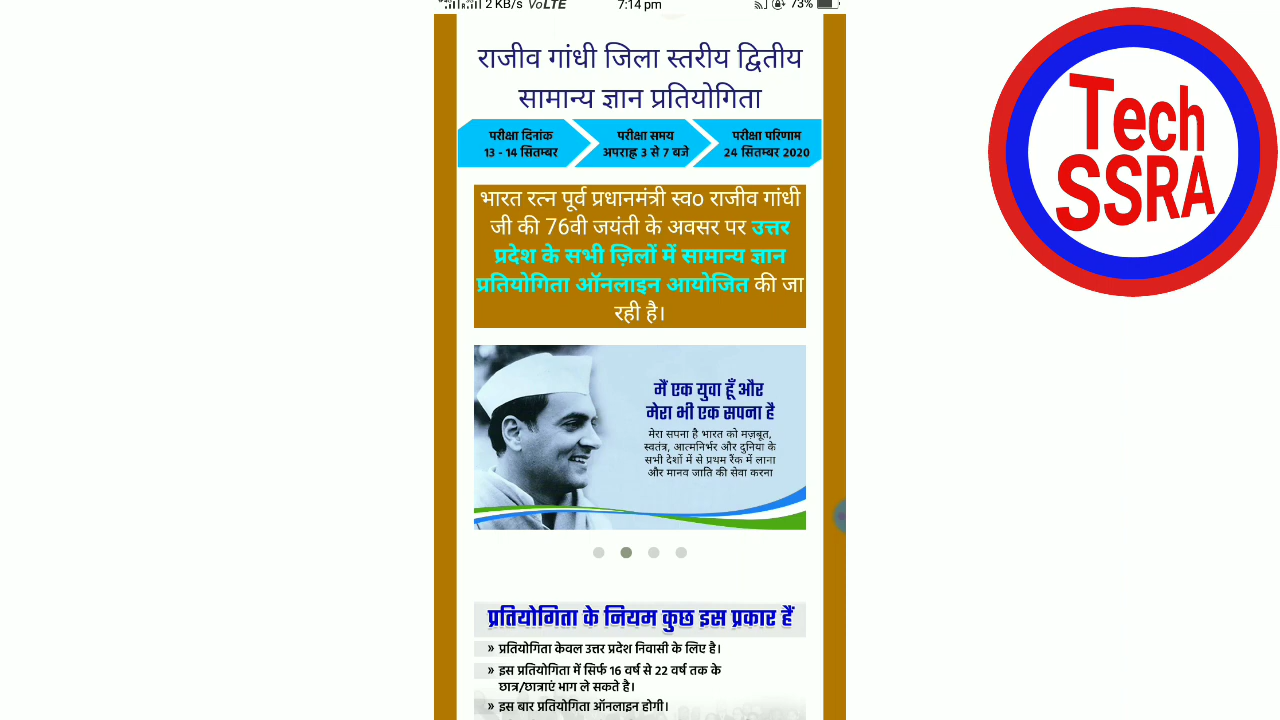 2 KB/s VoLTE 7:14 pm 73%
राजीव गांधी जिला स्तरीय द्वितीय
सामान्य ज्ञान प्रतियोगिता
परीक्षा दिनांक
13 - 14 सितम्बर
परीक्षा समय
अपराह्न 3 से 7 बजे
परीक्षा परिणाम
24 सितम्बर 2020
भारत रत्न पूर्व प्रधानमंत्री स्व० राजीव गांधी
जी की 76वी जयंती के अवसर पर उत्तर
प्रदेश के सभी ज़िलों में सामान्य ज्ञान
प्रतियोगिता ऑनलाइन आयोजित की जा
रही है।
मैं एक युवा हूँ और
मेरा भी एक सपना है
मेरा सपना है भारत को मज़बूत,
स्वतंत्र, आत्मनिर्भर और दुनिया के
सभी देशों में से प्रथम रैंक में लाना
और मानव जाति की सेवा करना
प्रतियोगिता के नियम कुछ इस प्रकार हैं
» प्रतियोगिता केवल उत्तर प्रदेश निवासी के लिए है।
» इस प्रतियोगिता में सिर्फ 16 वर्ष से 22 वर्ष तक के
छात्र/छात्राएं भाग ले सकते है।
» इस बार प्रतियोगिता ऑनलाइन होगी।
Tech
SSRA